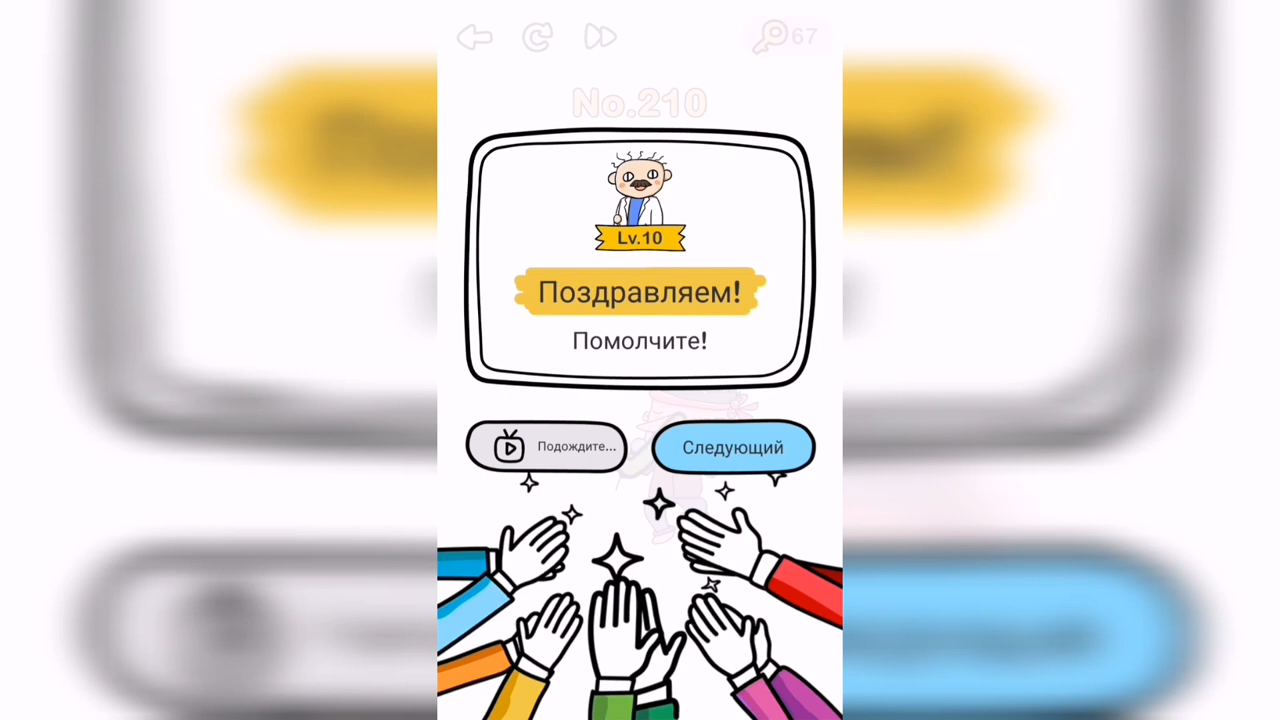 67
No.210
Lv.10
Поздравляем!
Помолчите!
Подождите...
Следующий